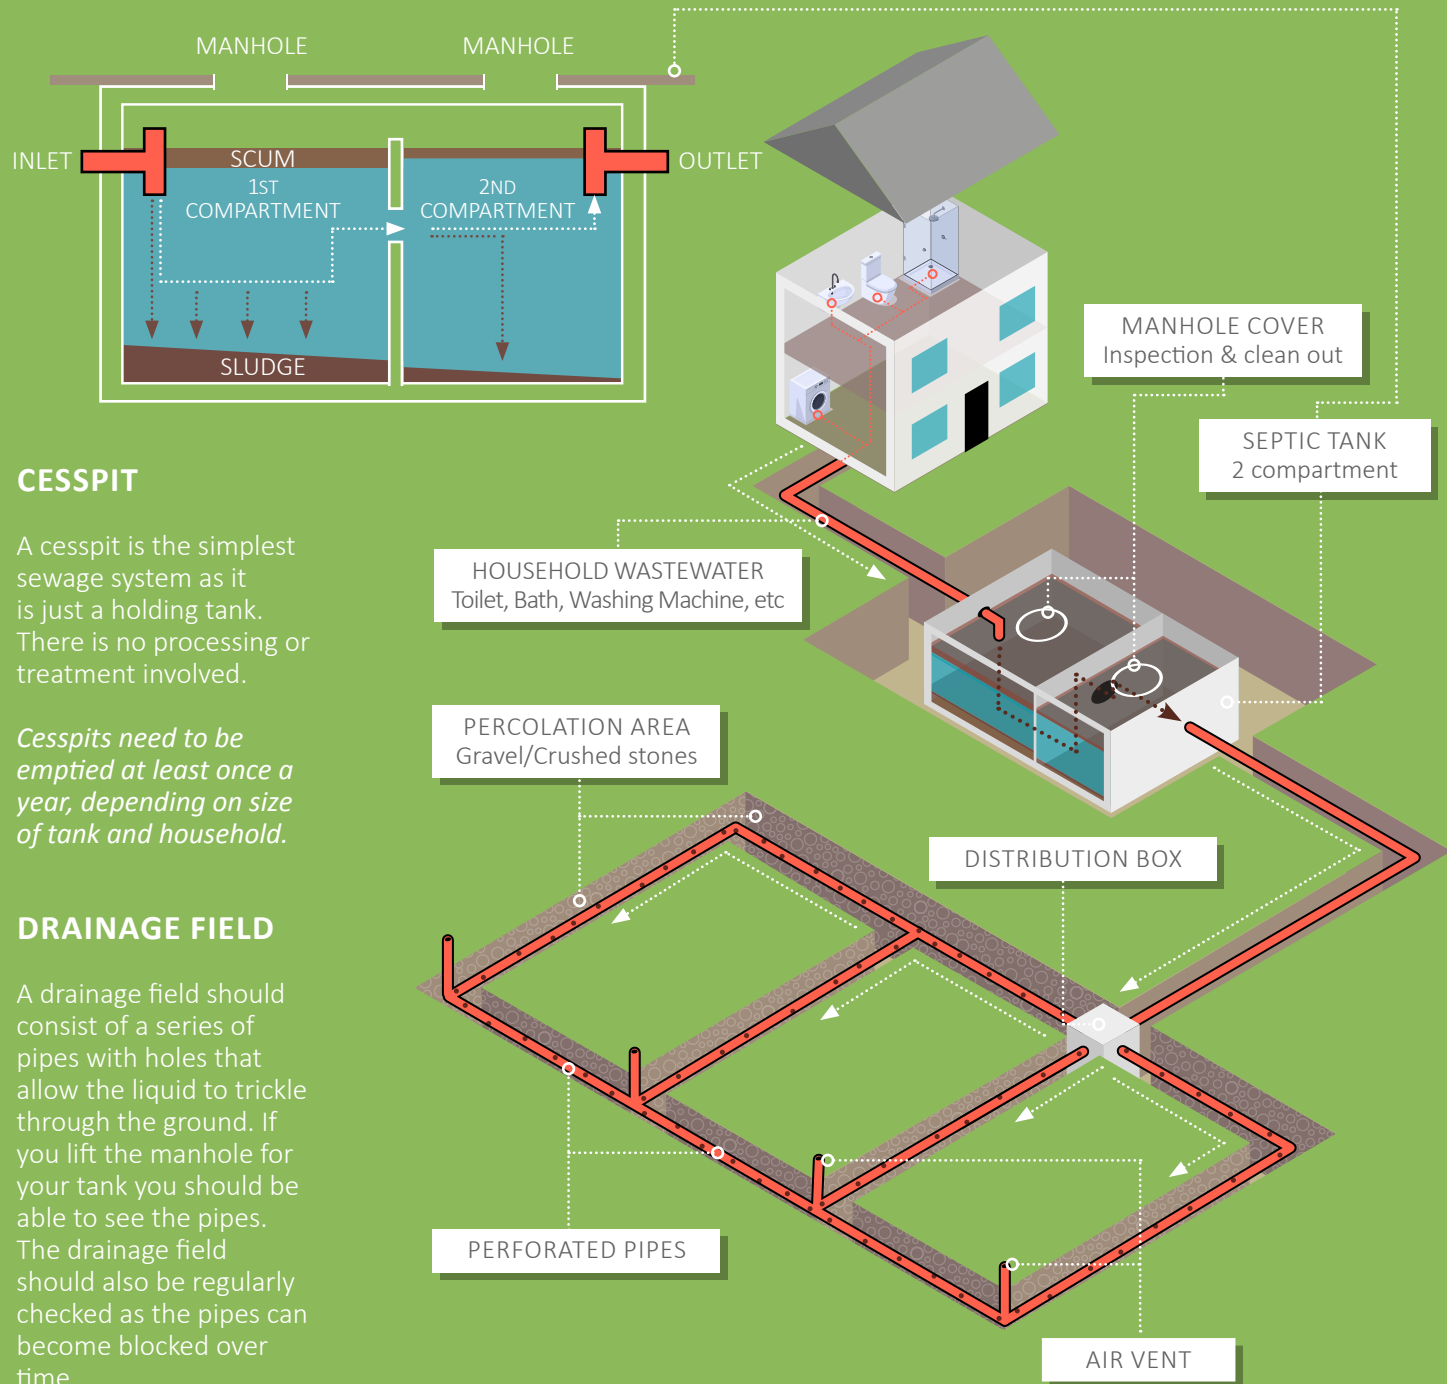 MANHOLE
MANHOLE
INLET
SCUM
1ST
COMPARTMENT
2ND
COMPARTMENT
OUTLET
SLUDGE
MANHOLE COVER
Inspection & clean out
SEPTIC TANK
2 compartment
HOUSEHOLD WASTEWATER
Toilet, Bath, Washing Machine, etc
PERCOLATION AREA
Gravel/Crushed stones
DISTRIBUTION BOX
PERFORATED PIPES
AIR VENT
CESSPIT
A cesspit is the simplest
sewage system as it
is just a holding tank.
There is no processing or
treatment involved.
Cesspits need to be
emptied at least once a
year, depending on size
of tank and household.
DRAINAGE FIELD
A drainage field should
consist of a series of
pipes with holes that
allow the liquid to trickle
through the ground. If
you lift the manhole for
your tank you should be
able to see the pipes.
The drainage field
should also be regularly
checked as the pipes can
become blocked over
time